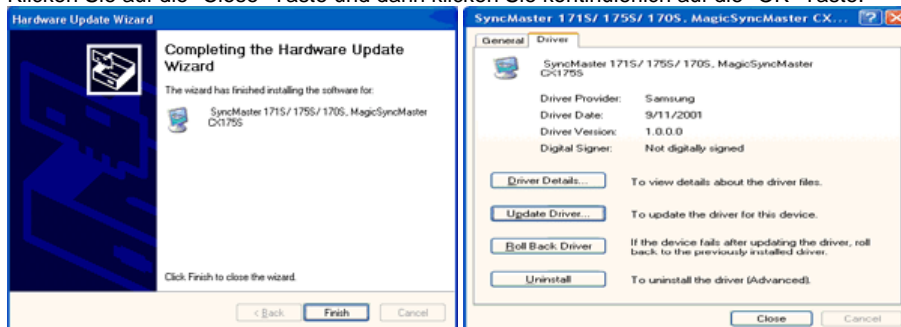 Klicken Sie auf die "Close" Taste und dann klicken Sie kontinuierlich auf die "OK" Taste.
Hardware Update Wizard
Completing the Hardware Update
Wizard
The wizard has finished installing the software for:
SyncMaster 171S/ 175S/ 170S, MagicSyncMaster
CX175S
Click Finish to close the wizard.
< Back
Finish
Cancel
SyncMaster 171S/ 175S/ 170S, MagicSyncMaster CX...
General
Driver
SyncMaster 171S/ 175S/ 170S, MagicSyncMaster
CX175S
Driver Provider: Samsung
Driver Date: 9/11/2001
Driver Version: 1.0.0.0
Digital Signer: Not digitally signed
Driver Details... To view details about the driver files.
Update Driver... To update the driver for this device.
Roll Back Driver If the device fails after updating the driver, roll
back to the previously installed driver.
Uninstall To uninstall the driver (Advanced).
Close
Cancel